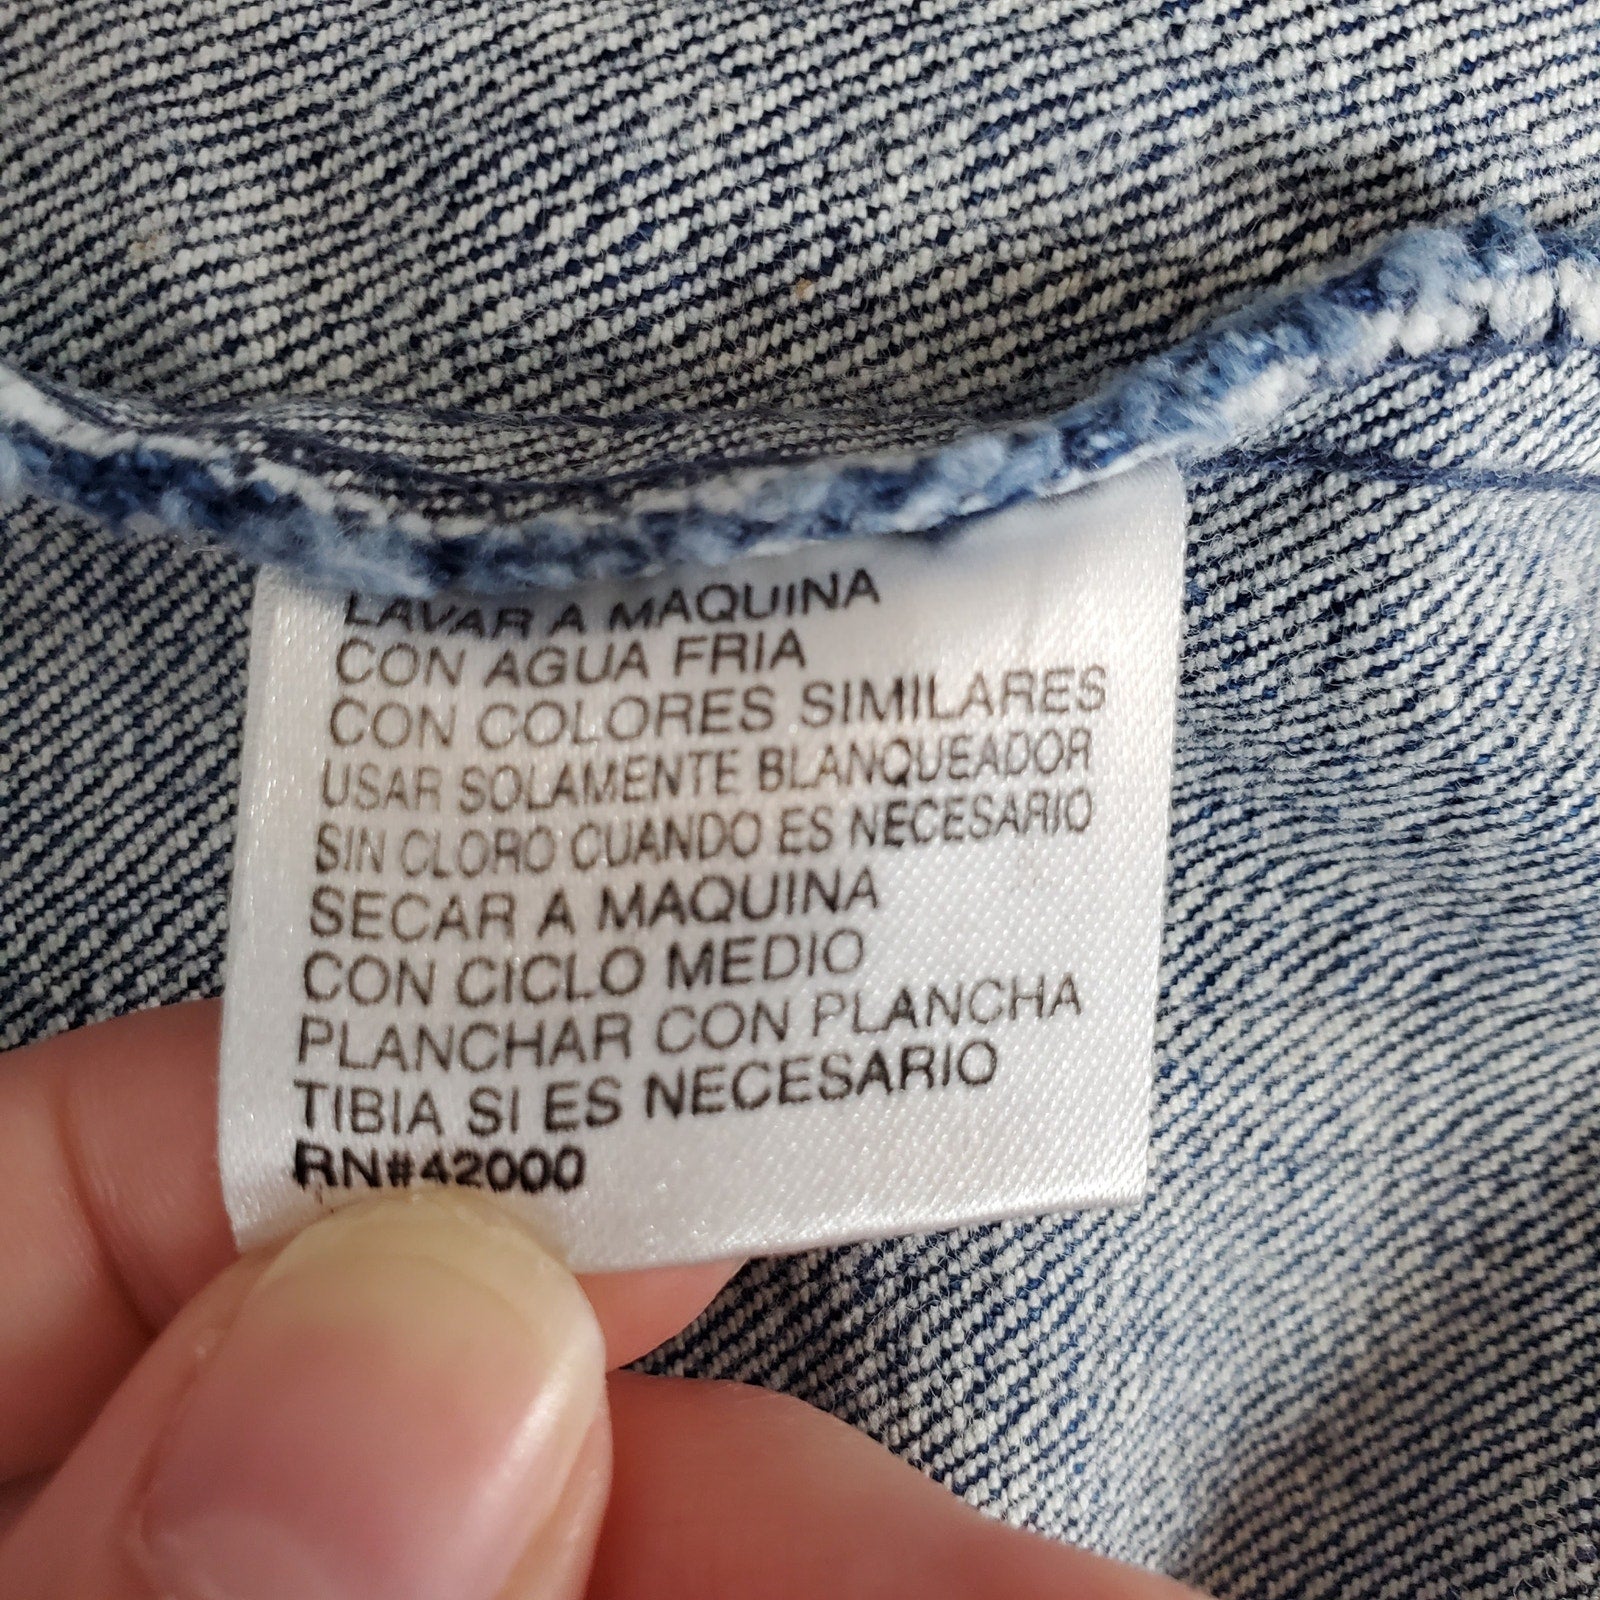 LAVAR A MAQUINA
CON AGUA FRIA
CON COLORES SIMILARES
USAR SOLAMENTE BLANQUEADOR
SIN CLORO CUANDO ES NECESARIO
SECAR A MAQUINA
CON CICLO MEDIO
PLANCHAR CON PLANCHA
TIBIA SI ES NECESARIO
RN#42000